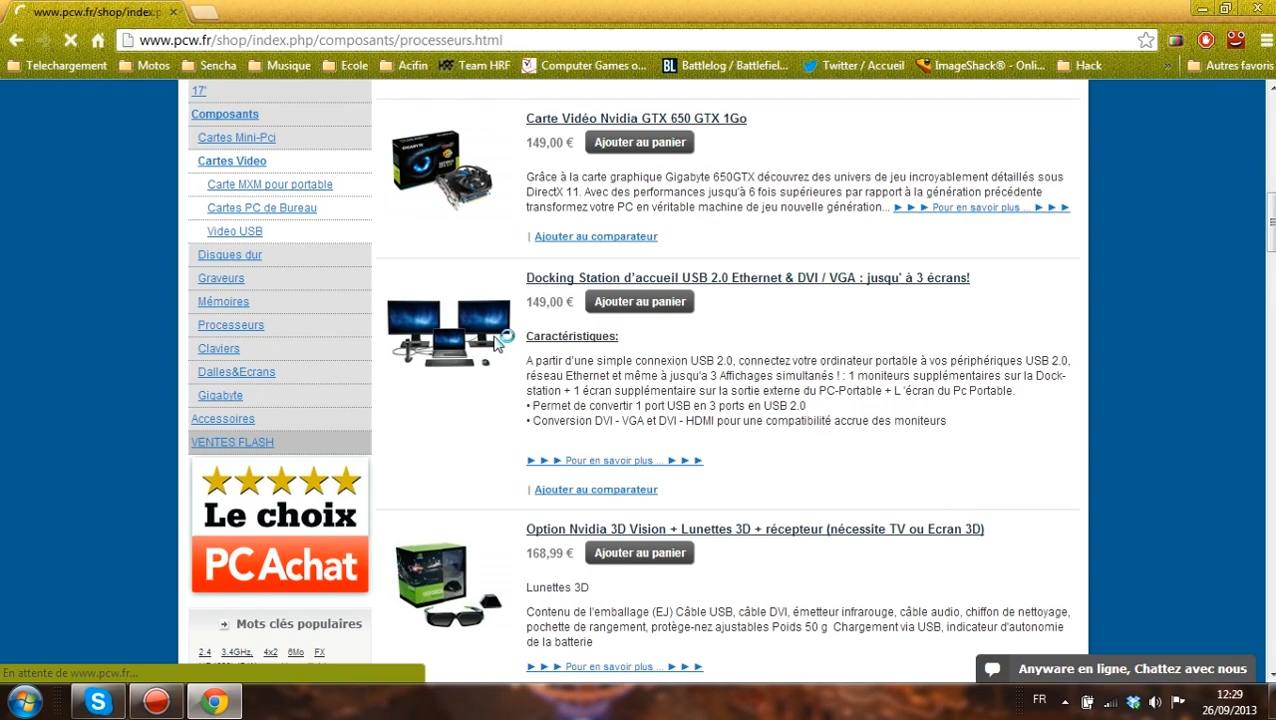 www.pcw.fr/shop/index.p
www.pcw.fr/shop/index.php/composants/processeurs.html
Telechargement Motos Sencha Musique Ecole Acifin Team HRF Computer Games o... BL Battlelog / Battlefiel... Twitter / Accueil ImageShack® - Onli... Hack » Autres favoris
17'
Composants
Cartes Mini-Pci
Cartes Video
Carte MXM pour portable
Cartes PC de Bureau
Video USB
Disques dur
Graveurs
Mémoires
Processeurs
Claviers
Dalles&Ecrans
Gigabyte
Accessoires
VENTES FLASH
Le choix
PC Achat
Mots clés populaires
2.4 3.4GHz, 4x2 6Mo FX
Carte Vidéo Nvidia GTX 650 GTX 1Go
149,00 € Ajouter au panier
Grâce à la carte graphique Gigabyte 650GTX découvrez des univers de jeu incroyablement détaillés sous
DirectX 11. Avec des performances jusqu'à 6 fois supérieures par rapport à la génération précédente
transformez votre PC en véritable machine de jeu nouvelle génération... ► ► ► Pour en savoir plus ... ► ► ►
| Ajouter au comparateur
Docking Station d'accueil USB 2.0 Ethernet & DVI / VGA : jusqu' à 3 écrans!
149,00 € Ajouter au panier
Caractéristiques:
A partir d'une simple connexion USB 2.0, connectez votre ordinateur portable à vos périphériques USB 2.0,
réseau Ethernet et même à jusqu'a 3 Affichages simultanés ! : 1 moniteurs supplémentaires sur la Dock-
station + 1 écran supplémentaire sur la sortie externe du PC-Portable + L 'écran du Pc Portable.
• Permet de convertir 1 port USB en 3 ports en USB 2.0
• Conversion DVI - VGA et DVI - HDMI pour une compatibilité accrue des moniteurs
► ► ► Pour en savoir plus ... ► ► ►
| Ajouter au comparateur
Option Nvidia 3D Vision + Lunettes 3D + récepteur (nécessite TV ou Ecran 3D)
168,99 € Ajouter au panier
Lunettes 3D
Contenu de l'emballage (EJ) Câble USB, câble DVI, émetteur infrarouge, câble audio, chiffon de nettoyage,
pochette de rangement, protège-nez ajustables Poids 50 g Chargement via USB, indicateur d'autonomie
de la batterie
► ► ► Pour en savoir plus ... ► ► ►
Anyware en ligne, Chattez avec nous
En attente de www.pcw.fr...
FR
12:29
26/09/2013